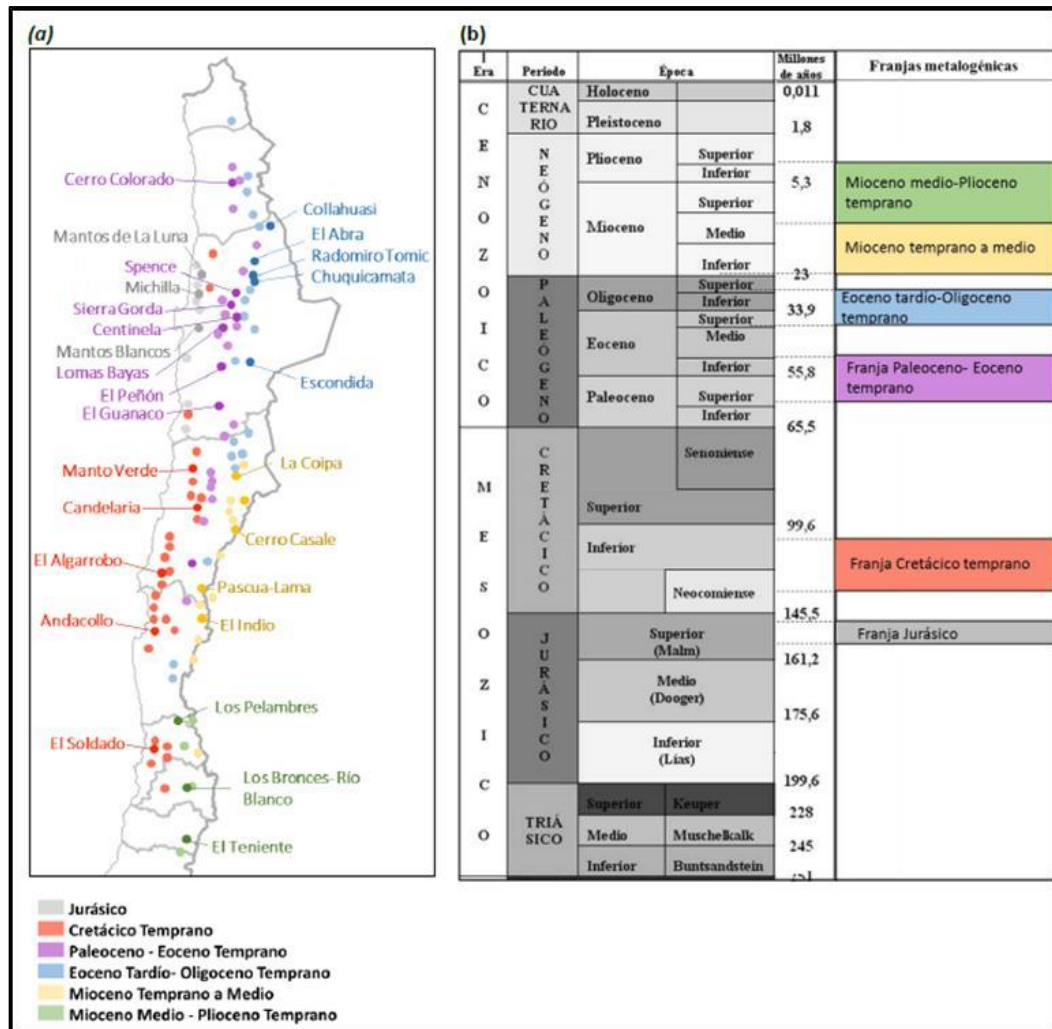 (a)
Cerro Colorado
Collahuasi
Mantos de La Luna
El Abra
Radomiro Tomic
Spence
Chuquicamata
Michilla
Sierra Gorda
Centinela
Mantos Blancos
Lomas Bayas
Escondida
El Peñón
El Guanaco
Manto Verde
La Coipa
Candelaria
Cerro Casale
El Algarrobo
Pascua-Lama
Andacollo
El Indio
Los Pelambres
El Soldado
Los Bronces-Río
Blanco
El Teniente
Jurásico
Cretácico Temprano
Paleoceno - Eoceno Temprano
Eoceno Tardío- Oligoceno Temprano
Mioceno Temprano a Medio
Mioceno Medio - Plioceno Temprano
(b)
Era
Período
Época
Millones
de años
Franjas metalogénicas
CENOZOICO
CUA
TERNA
RIO
Holoceno
0,011
Pleistoceno
1,8
NEÓGENO
Plioceno
Superior
Inferior
5,3
Mioceno medio-Plioceno
temprano
Mioceno
Superior
Medio
Inferior
23
Mioceno temprano a medio
PALEÓGENO
Oligoceno
Superior
Inferior
33,9
Eoceno tardío-Oligoceno
temprano
Eoceno
Superior
Medio
Inferior
55,8
Franja Paleoceno- Eoceno
temprano
Paleoceno
Superior
Inferior
65,5
MESOZOICO
CRETÁCICO
Superior
Senoniense
99,6
Inferior
Neocomiense
145,5
Franja Cretácico temprano
JURÁSICO
Superior
(Malm)
161,2
Franja Jurásico
Medio
(Dooger)
175,6
Inferior
(Lías)
199,6
TRIÁ
SICO
Superior
Keuper
228
Medio
Muschelkalk
245
Inferior
Buntsandstein